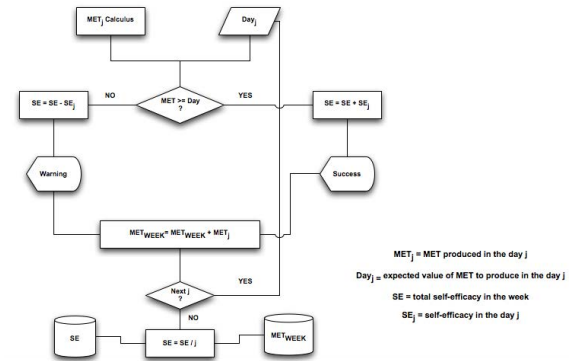 METj Calculus
Dayj
MET >= Day
?
NO
YES
SE = SE - SEj
SE = SE + SEj
Warning
Success
METWEEK= METWEEK + METj
Next j
?
YES
NO
SE
SE = SE / j
METWEEK
METj = MET produced in the day j
Dayj = expected value of MET to produce in the day j
SE = total self-efficacy in the week
SEj = self-efficacy in the day j